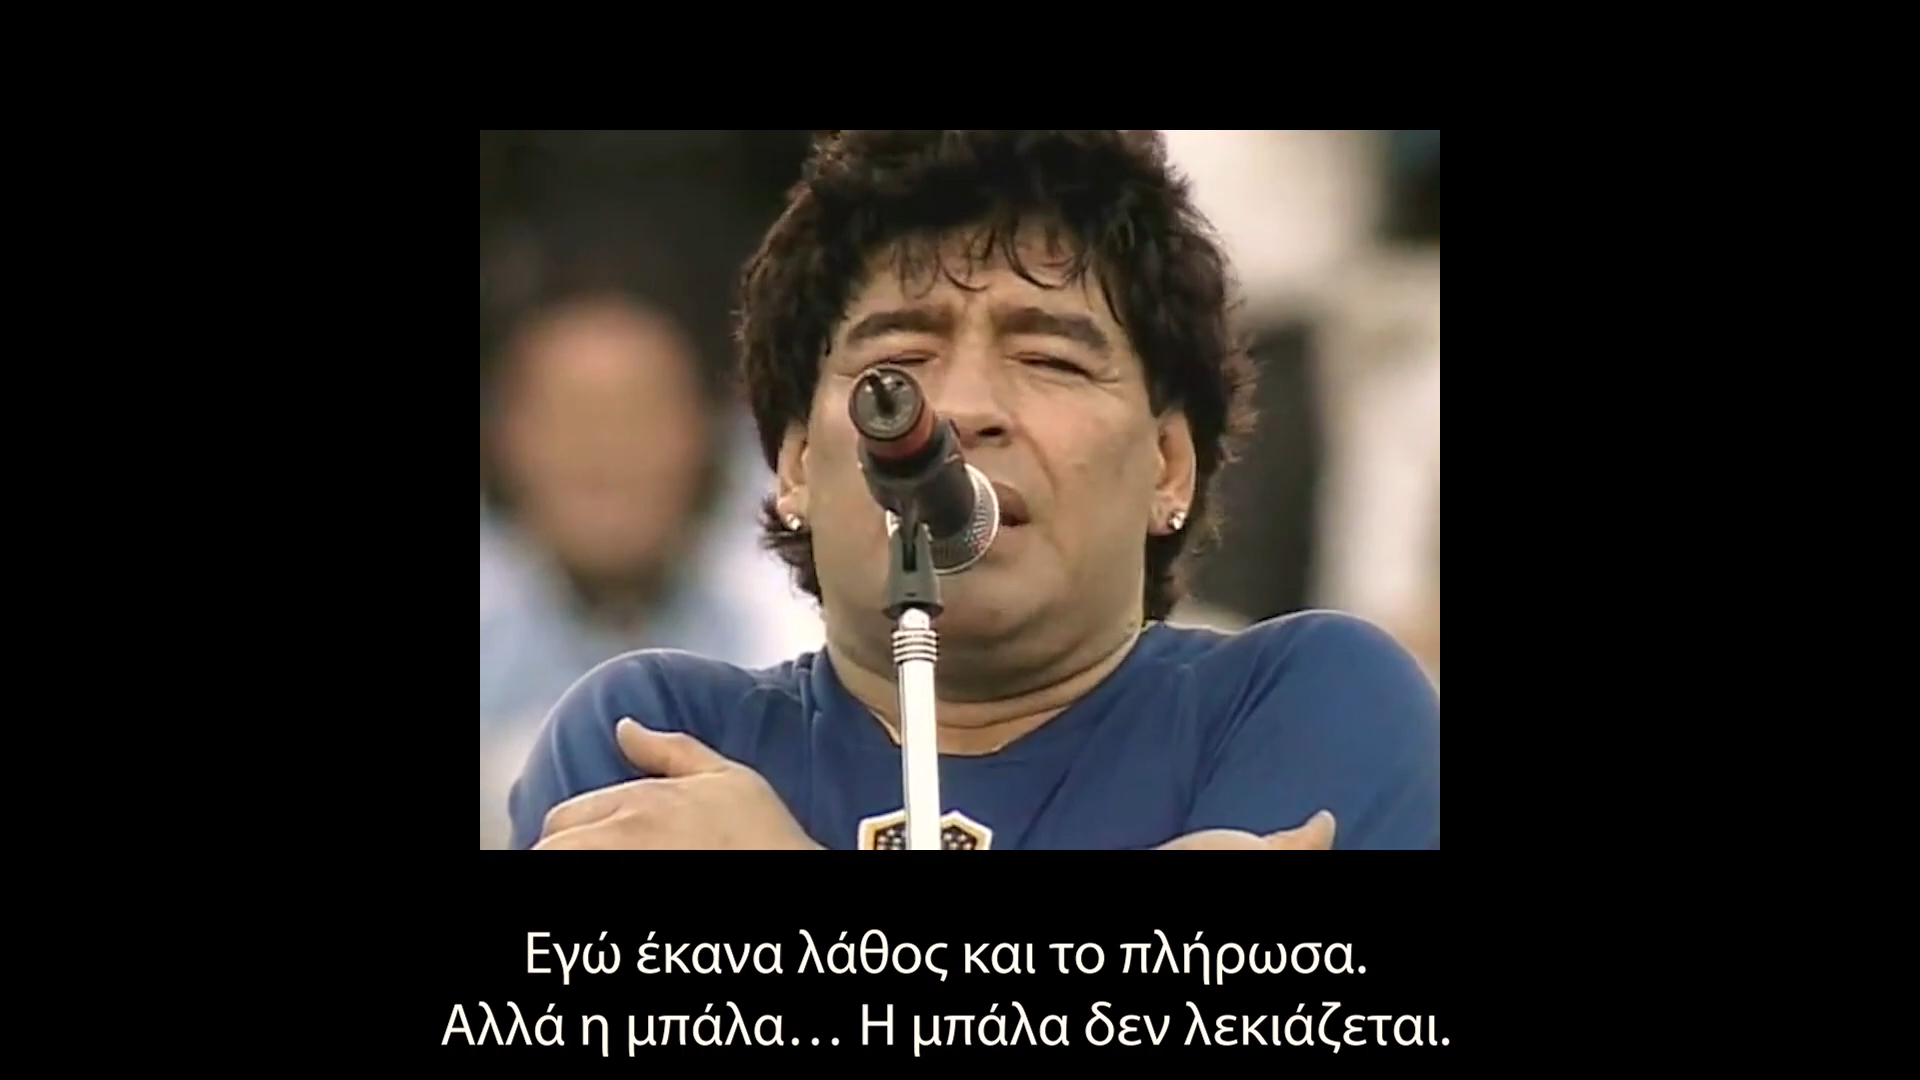 Εγώ έκανα λάθος και το πλήρωσα.
Αλλά η μπάλα… Η μπάλα δεν λεκιάζεται.